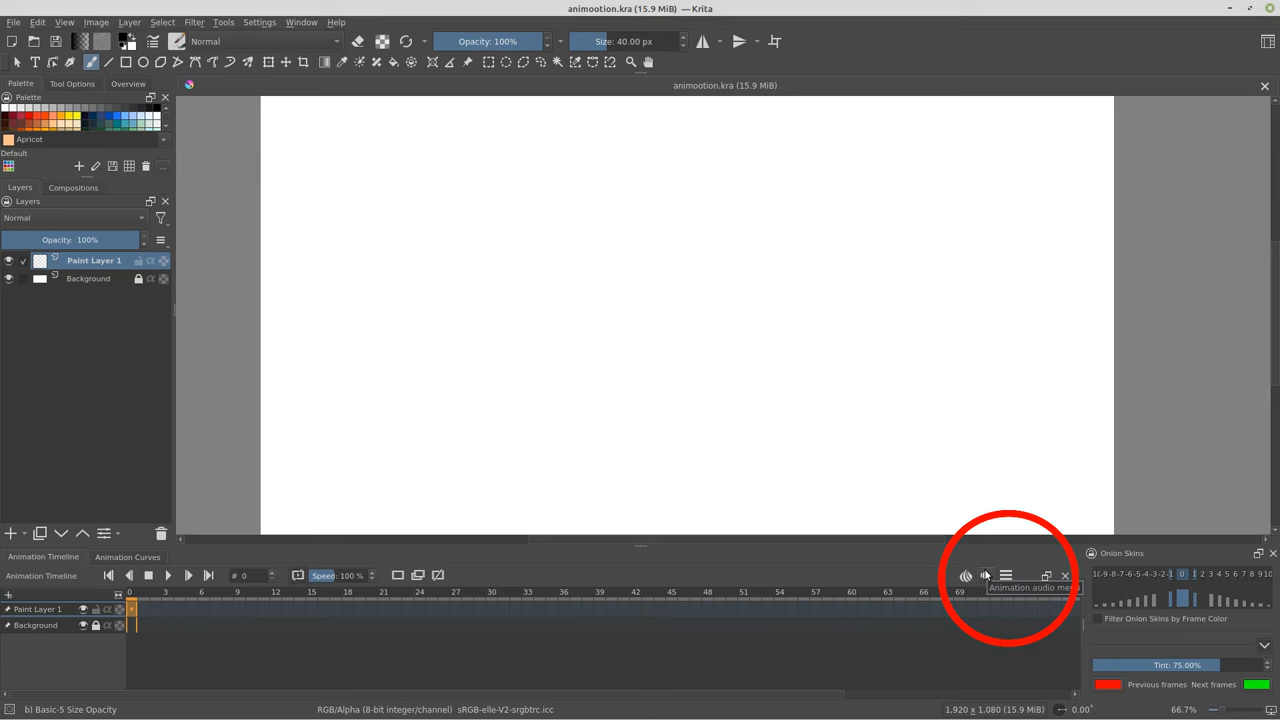 animootion.kra (15.9 MiB) — Krita
File Edit View Image Layer Select Filter Tools Settings Window Help
Normal Opacity: 100% Size: 40.00 px
Palette Tool Options Overview
animootion.kra (15.9 MiB)
Palette
Apricot
Default
...
Layers Compositions
Layers
Normal
Opacity: 100%
Paint Layer 1
Background
Animation Timeline Animation Curves
Onion Skins
Animation Timeline # 0 Speed: 100 %
10-9-8-7-6-5-4-3-2-1 0 1 2 3 4 5 6 7 8 9 10
Animation audio me
0 3 6 9 12 15 18 21 24 27 30 33 36 39 42 45 48 51 54 57 60 63 66 69
Paint Layer 1
Filter Onion Skins by Frame Color
Background
Tint: 75.00%
Previous frames Next frames
b) Basic-5 Size Opacity RGB/Alpha (8-bit integer/channel) sRGB-elle-V2-srgbtrc.icc 1,920 x 1,080 (15.9 MiB) 0.00° 66.7%